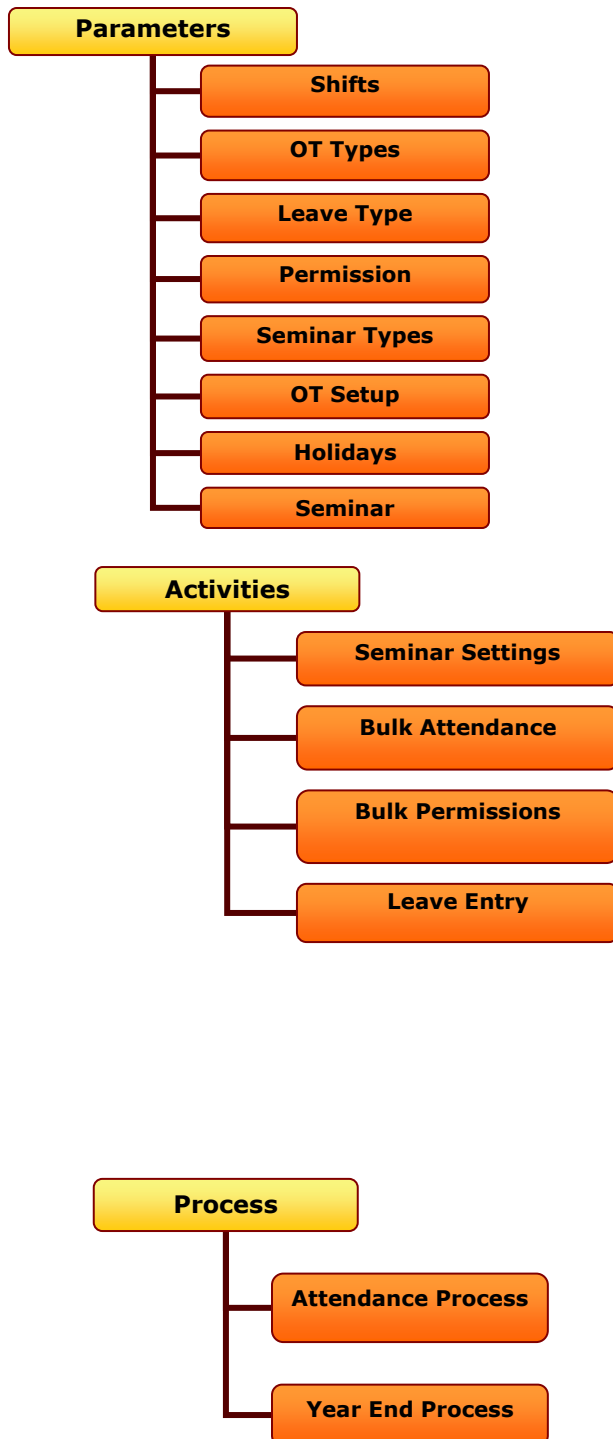 Parameters
Shifts
OT Types
Leave Type
Permission
Seminar Types
OT Setup
Holidays
Seminar
Activities
Seminar Settings
Bulk Attendance
Bulk Permissions
Leave Entry
Process
Attendance Process
Year End Process